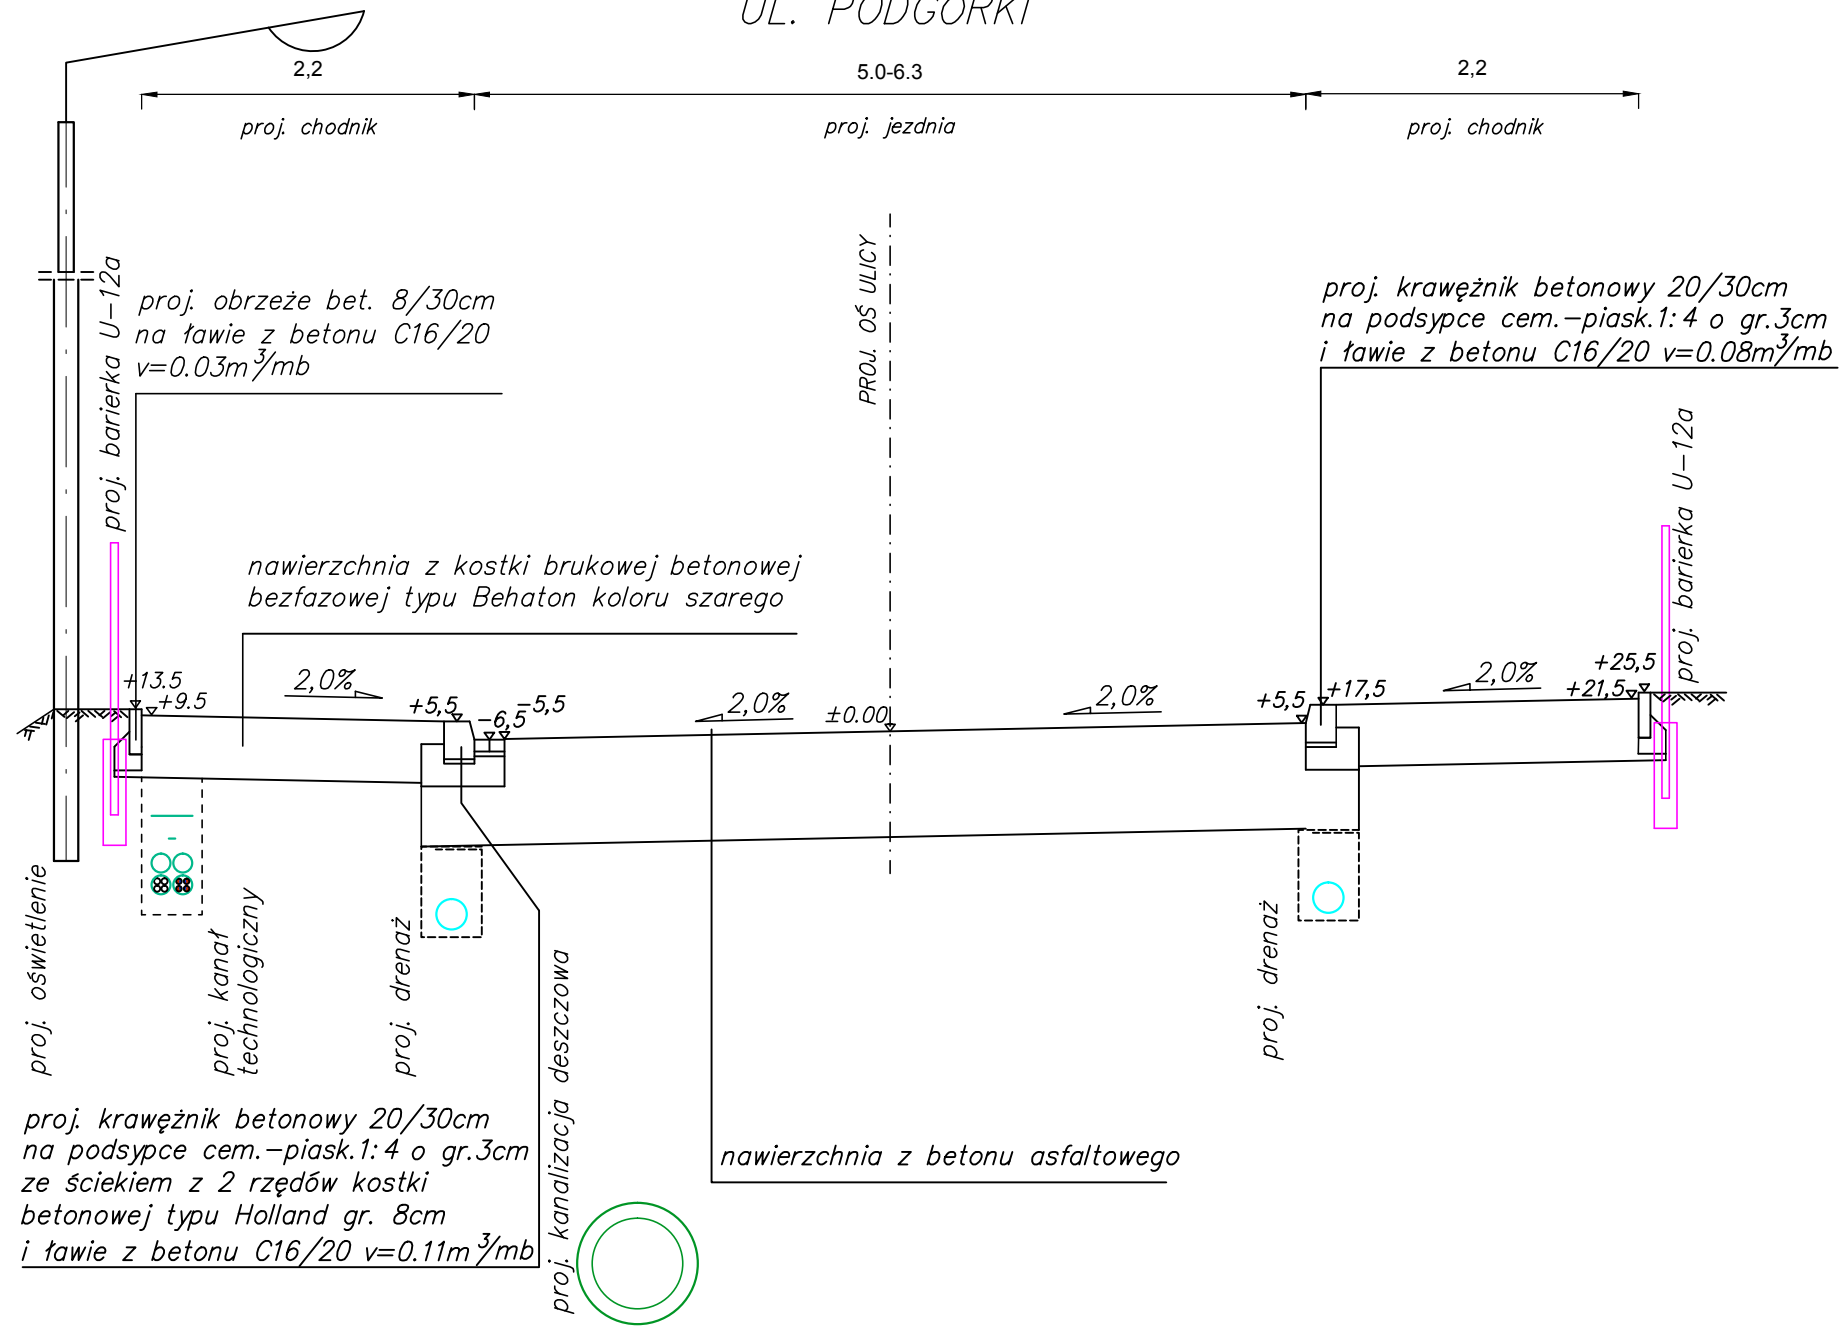 UL. PODGÓRKI
2,2
5.0-6.3
2,2
proj. chodnik
proj. jezdnia
proj. chodnik
proj. barierka U-12a
proj. obrzeże bet. 8/30cm
na ławie z betonu C16/20
v=0.03m³/mb
PROJ. OŚ ULICY
proj. krawężnik betonowy 20/30cm
na podsypce cem.-piask.1:4 o gr.3cm
i ławie z betonu C16/20 v=0.08m³/mb
proj. barierka U-12a
nawierzchnia z kostki brukowej betonowej
bezfazowej typu Behaton koloru szarego
+13.5
+9.5
2,0%
+5,5
-6,5
-5,5
2,0%
±0.00
2,0%
+5,5
+17,5
2,0%
+21,5
+25,5
proj. oświetlenie
proj. kanał
technologiczny
proj. drenaż
proj. kanalizacja deszczowa
proj. drenaż
proj. krawężnik betonowy 20/30cm
na podsypce cem.-piask.1:4 o gr.3cm
ze ściekiem z 2 rzędów kostki
betonowej typu Holland gr. 8cm
i ławie z betonu C16/20 v=0.11m³/mb
nawierzchnia z betonu asfaltowego